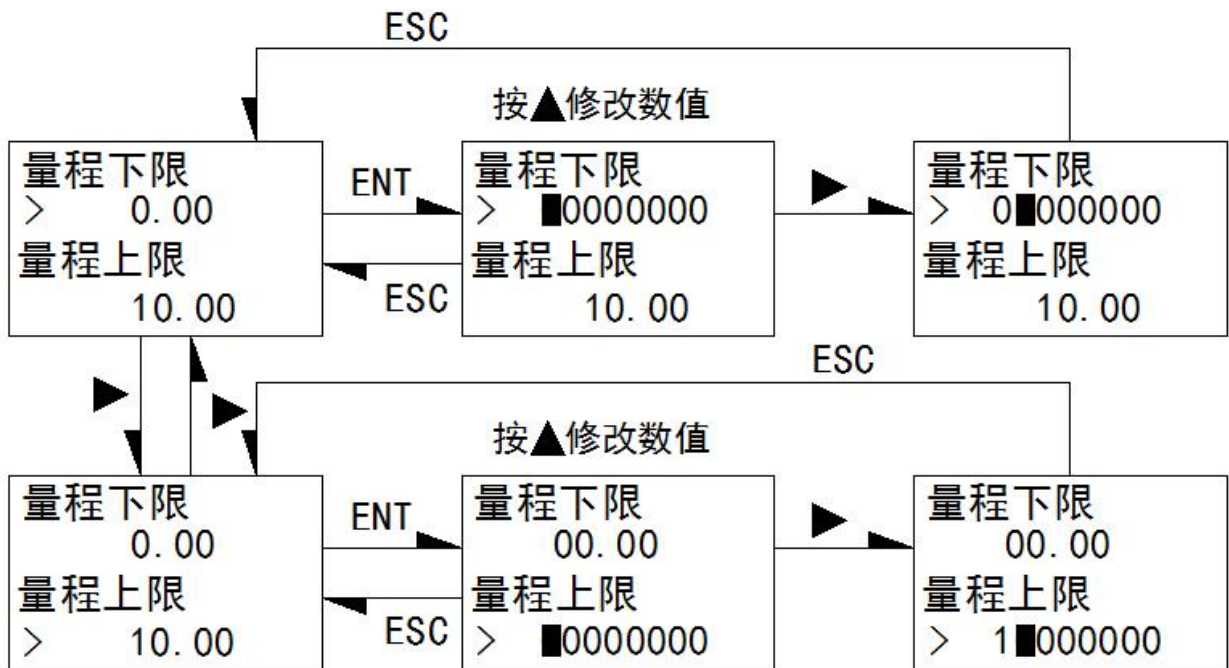 ESC
按▲修改数值
量程下限
> 0.00
量程上限
10.00
ENT
ESC
量程下限
> █0000000
量程上限
10.00
▶
量程下限
> 0█000000
量程上限
10.00
▶
▶
ESC
按▲修改数值
量程下限
0.00
量程上限
> 10.00
ENT
ESC
量程下限
00.00
量程上限
> █0000000
▶
量程下限
00.00
量程上限
> 1█000000